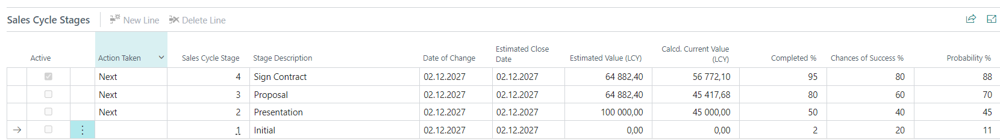 Sales Cycle Stages New Line Delete Line
Active Action Taken Sales Cycle Stage Stage Description Date of Change Estimated Close Date Estimated Value (LCY) Calcd. Current Value (LCY) Completed % Chances of Success % Probability %
Next 4 Sign Contract 02.12.2027 02.12.2027 64 882,40 56 772,10 95 80 88
Next 3 Proposal 02.12.2027 02.12.2027 64 882,40 45 417,68 80 60 70
Next 2 Presentation 02.12.2027 02.12.2027 100 000,00 45 000,00 50 40 45
1 Initial 02.12.2027 02.12.2027 0,00 0,00 2 20 11